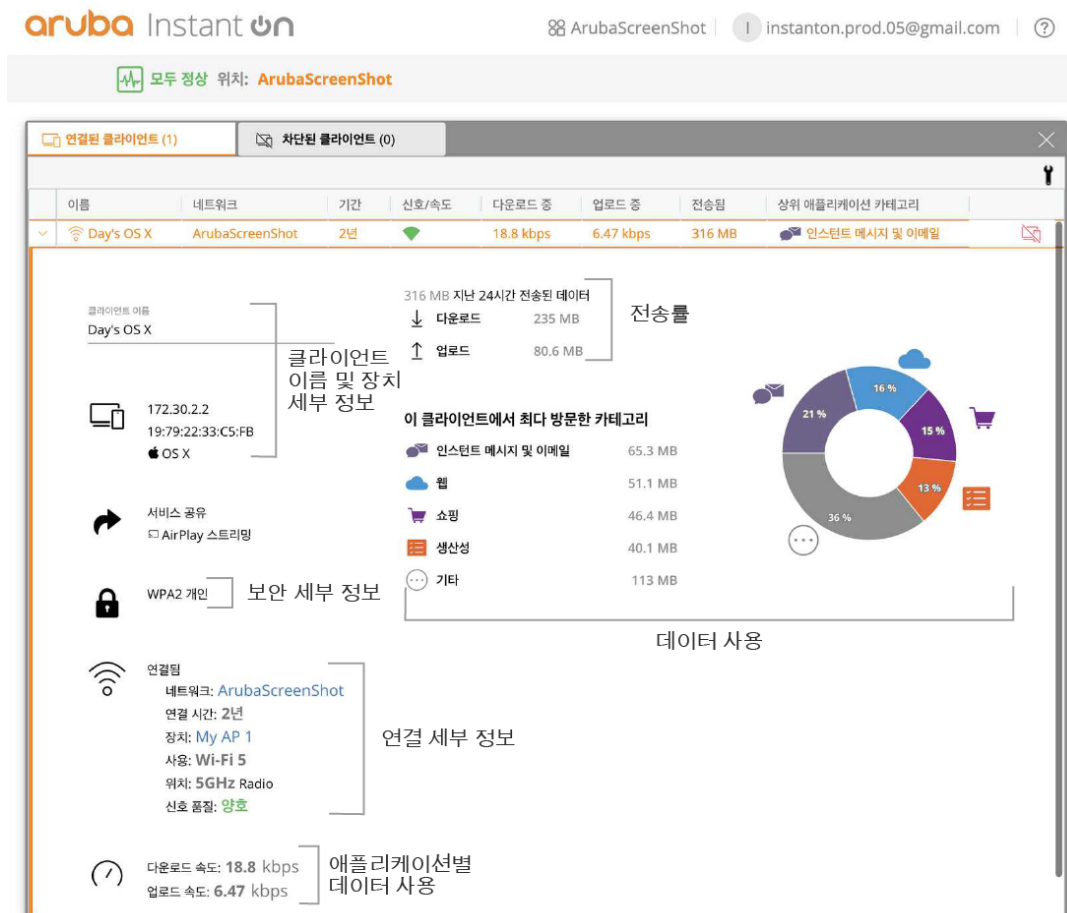 aruba Instant on
ArubaScreenShot
I
instanton.prod.05@gmail.com
?
모두 정상 위치: ArubaScreenShot
연결된 클라이언트 (1)
차단된 클라이언트 (0)
이름 네트워크 기간 신호/속도 다운로드 중 업로드 중 전송됨 상위 애플리케이션 카테고리
Day's OS X ArubaScreenShot 2년 18.8 kbps 6.47 kbps 316 MB 인스턴트 메시지 및 이메일
클라이언트 이름
Day's OS X
클라이언트
이름 및 장치
세부 정보
172.30.2.2
19:79:22:33:C5:FB
OS X
서비스 공유
AirPlay 스트리밍
WPA2 개인
보안 세부 정보
연결됨
네트워크: ArubaScreenShot
연결 시간: 2년
장치: My AP 1
사용: Wi-Fi 5
위치: 5GHz Radio
신호 품질: 양호
연결 세부 정보
다운로드 속도: 18.8 kbps
업로드 속도: 6.47 kbps
애플리케이션별
데이터 사용
316 MB 지난 24시간 전송된 데이터
다운로드 235 MB
업로드 80.6 MB
전송률
이 클라이언트에서 최다 방문한 카테고리
인스턴트 메시지 및 이메일 65.3 MB
웹 51.1 MB
쇼핑 46.4 MB
생산성 40.1 MB
기타 113 MB
16 %
21 %
15 %
13 %
36 %
데이터 사용